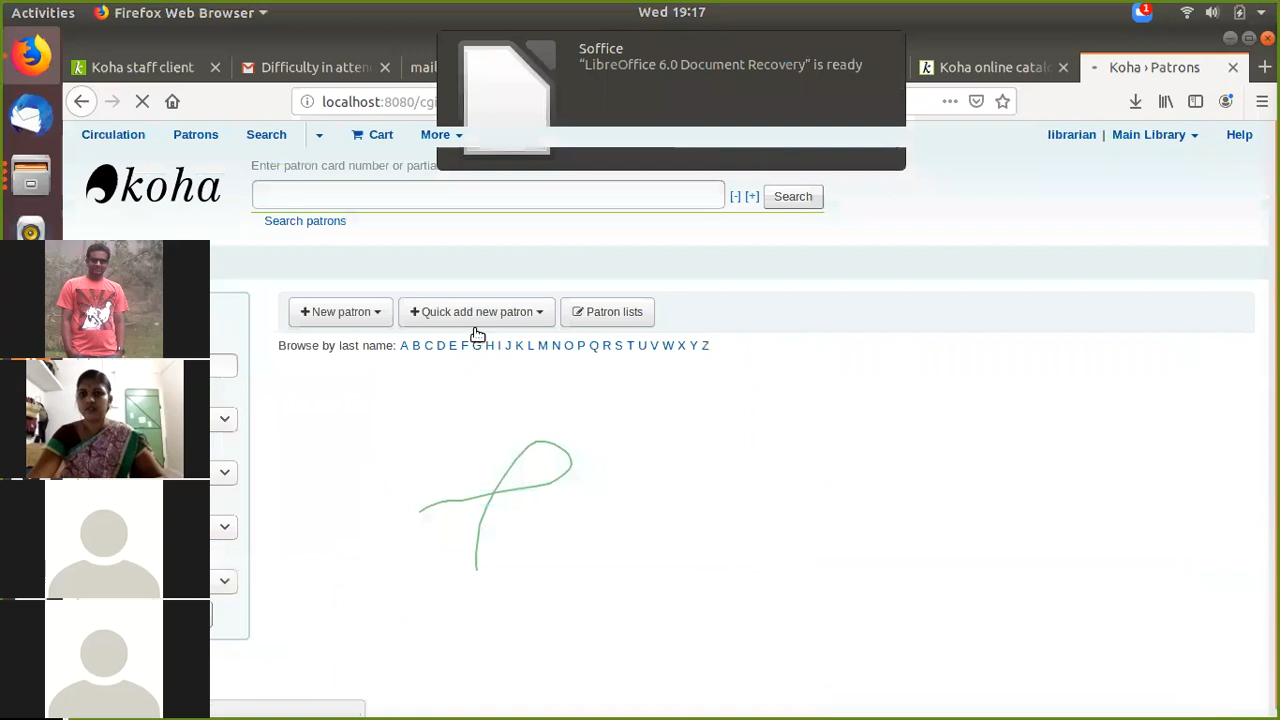 Activities Firefox Web Browser Wed 19:17 1
Koha staff client Difficulty in atten mail Koha online catalo Koha › Patrons
Soffice
“LibreOffice 6.0 Document Recovery” is ready
localhost:8080/cgi
Circulation Patrons Search Cart More librarian | Main Library Help
koha
Enter patron card number or partia
[-] [+] Search
Search patrons
New patron Quick add new patron Patron lists
Browse by last name: A B C D E F G H I J K L M N O P Q R S T U V W X Y Z